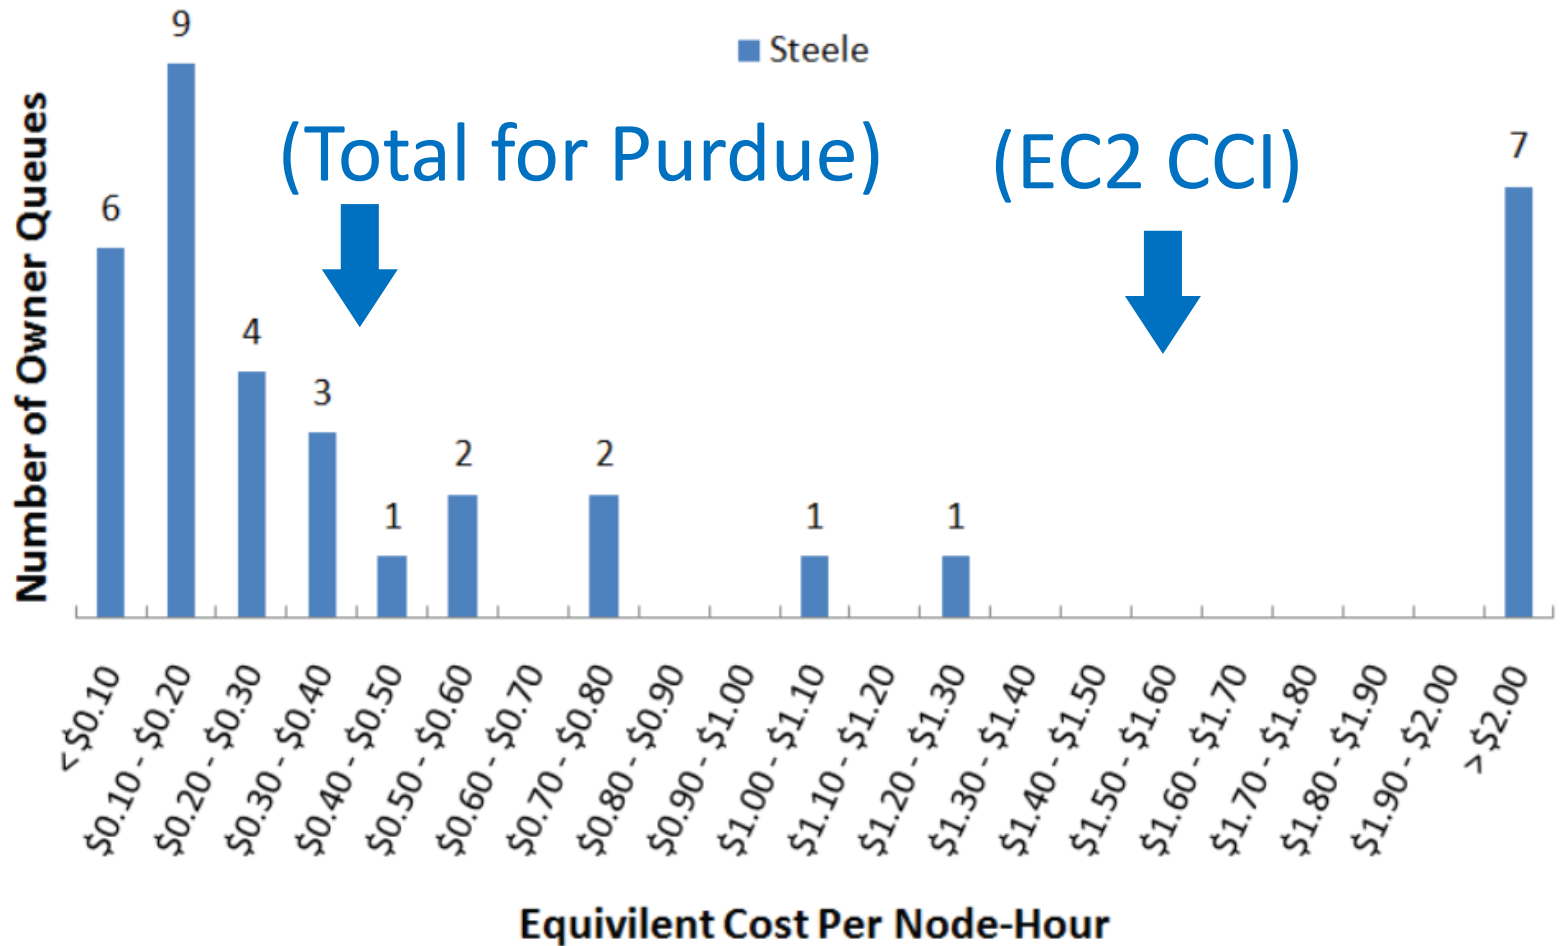 9
Steele
(Total for Purdue)
(EC2 CCI)
7
6
4
3
2
2
1
1
1
Number of Owner Queues
< $0.10
$0.10 - $0.20
$0.20 - $0.30
$0.30 - $0.40
$0.40 - $0.50
$0.50 - $0.60
$0.60 - $0.70
$0.70 - $0.80
$0.80 - $0.90
$0.90 - $1.00
$1.00 - $1.10
$1.10 - $1.20
$1.20 - $1.30
$1.30 - $1.40
$1.40 - $1.50
$1.50 - $1.60
$1.60 - $1.70
$1.70 - $1.80
$1.80 - $1.90
$1.90 - $2.00
> $2.00
Equivilent Cost Per Node-Hour